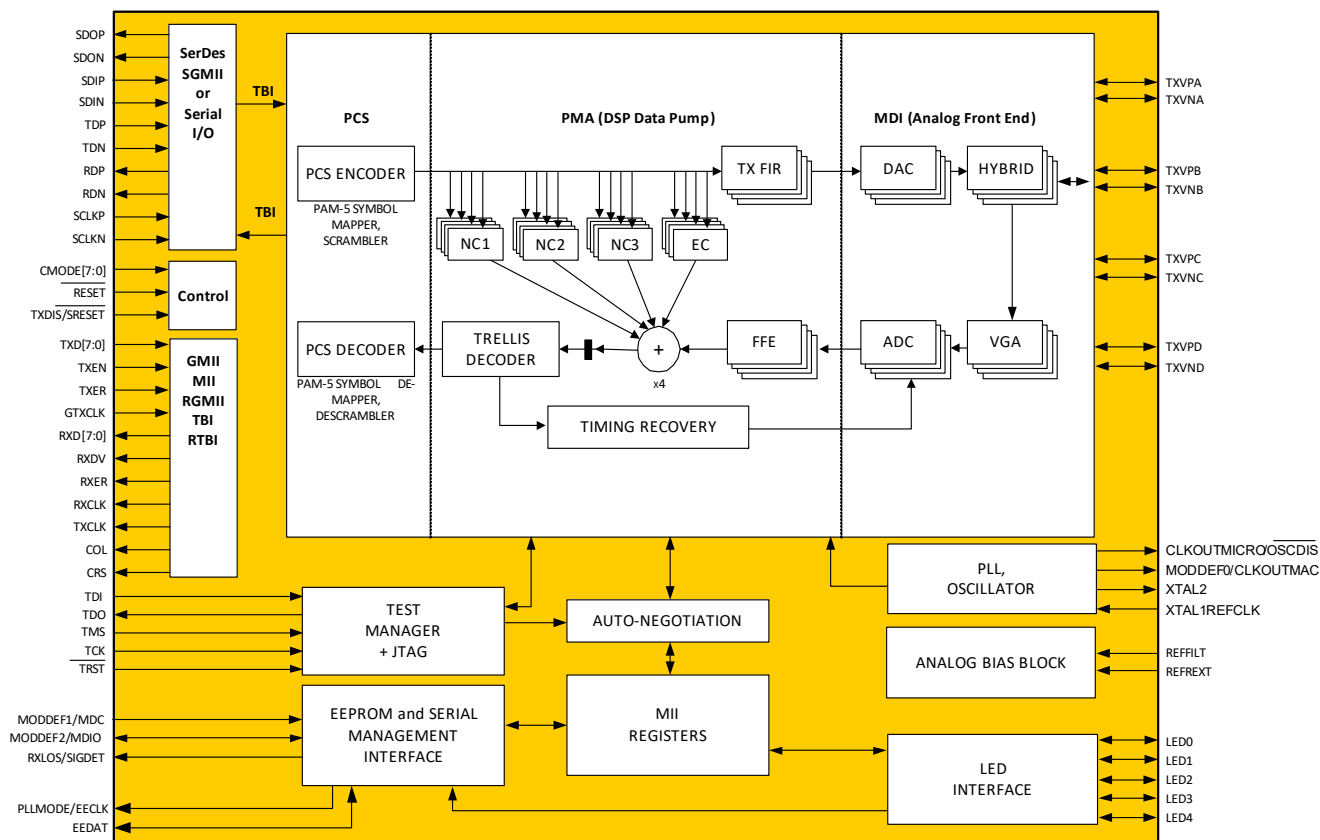 SDOP
SDON
SDIP
SDIN
TDP
TDN
RDP
RDN
SCLKP
SCLKN
CMODE[7:0]
RESET
TXDIS/SRESET
TXD[7:0]
TXEN
TXER
GTXCLK
RXD[7:0]
RXDV
RXER
RXCLK
TXCLK
COL
CRS
TDI
TDO
TMS
TCK
TRST
MODDEF1/MDC
MODDEF2/MDIO
RXLOS/SIGDET
PLLMODE/EECLK
EEDAT
SerDes
SGMII
or
Serial
I/O
Control
GMII
MII
RGMII
TBI
RTBI
TBI
TBI
PCS
PCS ENCODER
PAM-5 SYMBOL
MAPPER,
SCRAMBLER
PCS DECODER
PAM-5 SYMBOL DE-
MAPPER,
DESCRAMBLER
PMA (DSP Data Pump)
TX FIR
NC1
NC2
NC3
EC
TRELLIS
DECODER
+
x4
FFE
TIMING RECOVERY
MDI (Analog Front End)
DAC
HYBRID
ADC
VGA
TEST
MANAGER
+ JTAG
AUTO-NEGOTIATION
EEPROM and SERIAL
MANAGEMENT
INTERFACE
MII
REGISTERS
PLL,
OSCILLATOR
ANALOG BIAS BLOCK
LED
INTERFACE
TXVPA
TXVNA
TXVPB
TXVNB
TXVPC
TXVNC
TXVPD
TXVND
CLKOUTMICRO/OSCDIS
MODDEF0/CLKOUTMAC
XTAL2
XTAL1REFCLK
REFFILT
REFREXT
LED0
LED1
LED2
LED3
LED4